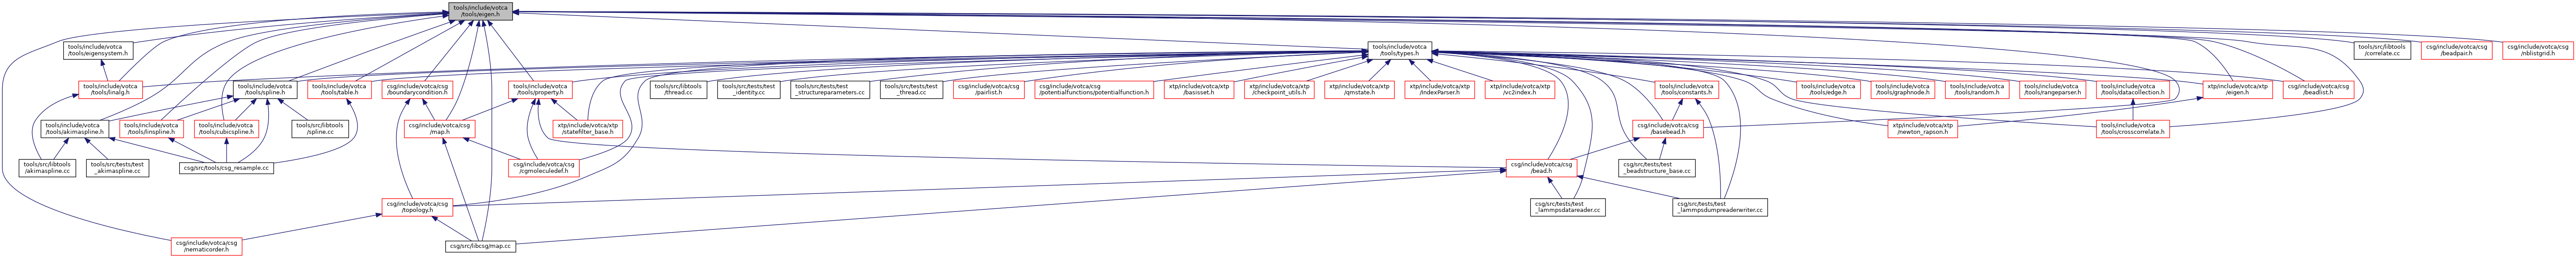 tools/include/votca
/tools/eigen.h
tools/include/votca
/tools/eigensystem.h
tools/include/votca
/tools/types.h
tools/src/libtools
/correlate.cc
csg/include/votca/csg
/beadpair.h
csg/include/votca/csg
/nblistgrid.h
tools/include/votca
/tools/linalg.h
tools/include/votca
/tools/spline.h
tools/include/votca
/tools/table.h
csg/include/votca/csg
/boundarycondition.h
tools/include/votca
/tools/property.h
tools/src/libtools
/thread.cc
tools/src/tests/test
_identity.cc
tools/src/tests/test
_structureparameters.cc
tools/src/tests/test
_thread.cc
csg/include/votca/csg
/pairlist.h
csg/include/votca/csg
/potentialfunctions/potentialfunction.h
xtp/include/votca/xtp
/basisset.h
xtp/include/votca/xtp
/checkpoint_utils.h
xtp/include/votca/xtp
/qmstate.h
xtp/include/votca/xtp
/IndexParser.h
xtp/include/votca/xtp
/vc2index.h
tools/include/votca
/tools/constants.h
tools/include/votca
/tools/edge.h
tools/include/votca
/tools/graphnode.h
tools/include/votca
/tools/random.h
tools/include/votca
/tools/rangeparser.h
tools/include/votca
/tools/datacollection.h
xtp/include/votca/xtp
/eigen.h
csg/include/votca/csg
/beadlist.h
tools/include/votca
/tools/akimaspline.h
tools/include/votca
/tools/linspline.h
tools/include/votca
/tools/cubicspline.h
tools/src/libtools
/spline.cc
csg/include/votca/csg
/map.h
xtp/include/votca/xtp
/statefilter_base.h
csg/include/votca/csg
/basebead.h
xtp/include/votca/xtp
/newton_rapson.h
tools/include/votca
/tools/crosscorrelate.h
tools/src/libtools
/akimaspline.cc
tools/src/tests/test
_akimaspline.cc
csg/src/tools/csg_resample.cc
csg/include/votca/csg
/cgmoleculedef.h
csg/include/votca/csg
/bead.h
csg/src/tests/test
_beadstructure_base.cc
csg/include/votca/csg
/topology.h
csg/src/tests/test
_lammpsdatareader.cc
csg/src/tests/test
_lammpsdumpreaderwriter.cc
csg/include/votca/csg
/nematicorder.h
csg/src/libcsg/map.cc